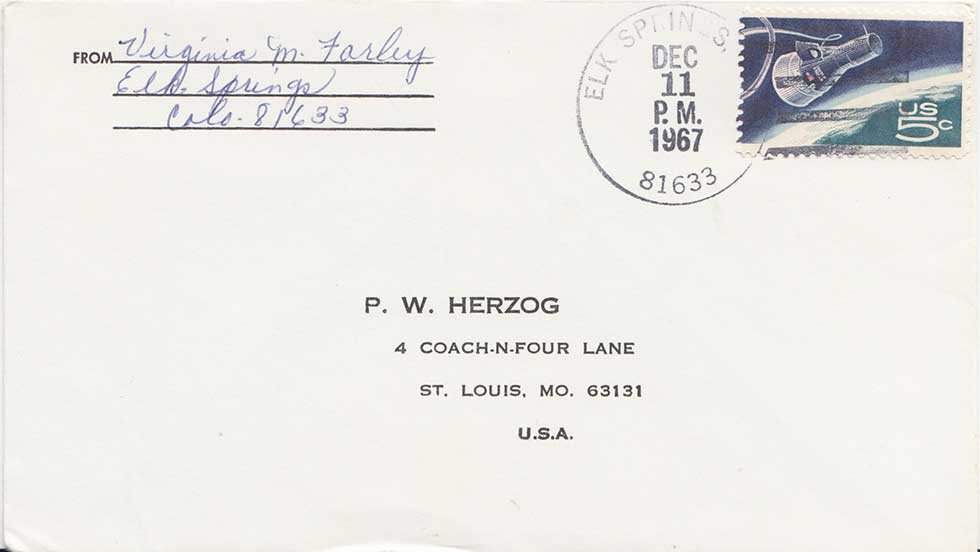 FROM Virginia M. Farley
Elk Springs
Colo. 81633
ELK SPRINGS.
DEC
11
P.M.
1967
81633
US
5c
P. W. HERZOG
4 COACH-N-FOUR LANE
ST. LOUIS, MO. 63131
U.S.A.